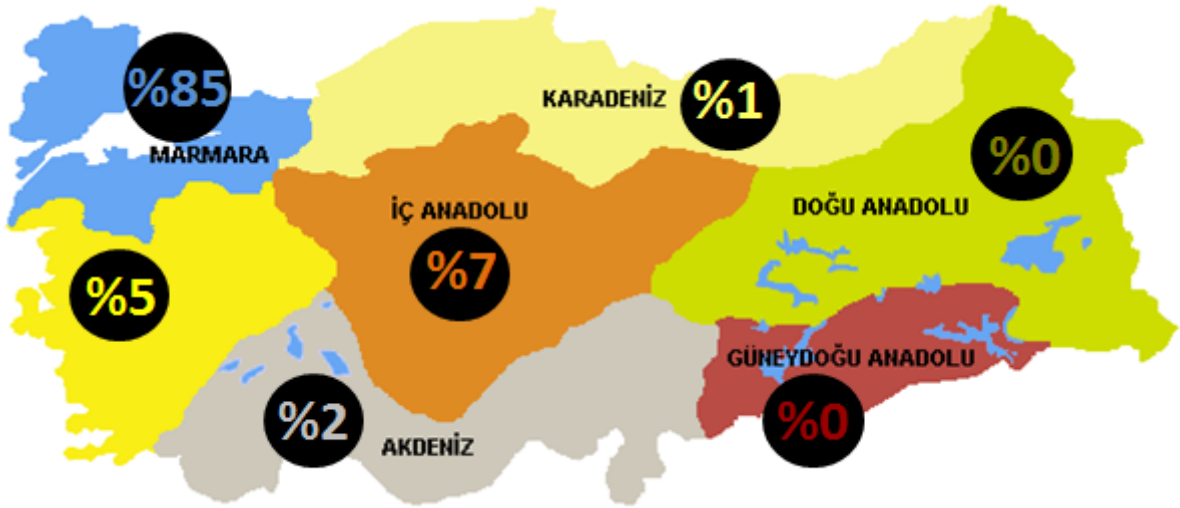 %85
MARMARA
KARADENİZ
%1
%0
İÇ ANADOLU
%7
DOĞU ANADOLU
%5
GÜNEYDOĞU ANADOLU
%0
%2
AKDENİZ